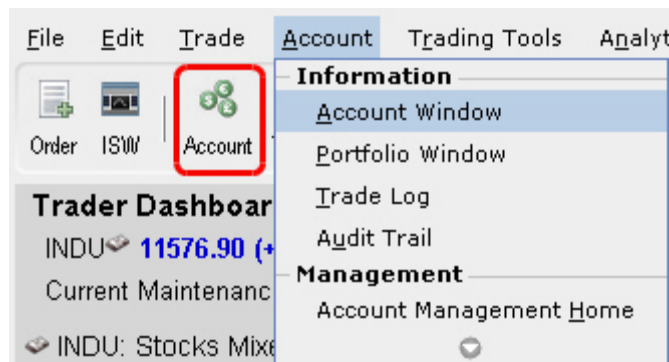 File Edit Trade Account Trading Tools Analyt
Order ISW Account
Information
Account Window
Portfolio Window
Trade Log
Audit Trail
Management
Account Management Home
Trader Dashboar
INDU 11576.90 (+
Current Maintenanc
INDU: Stocks Mixe